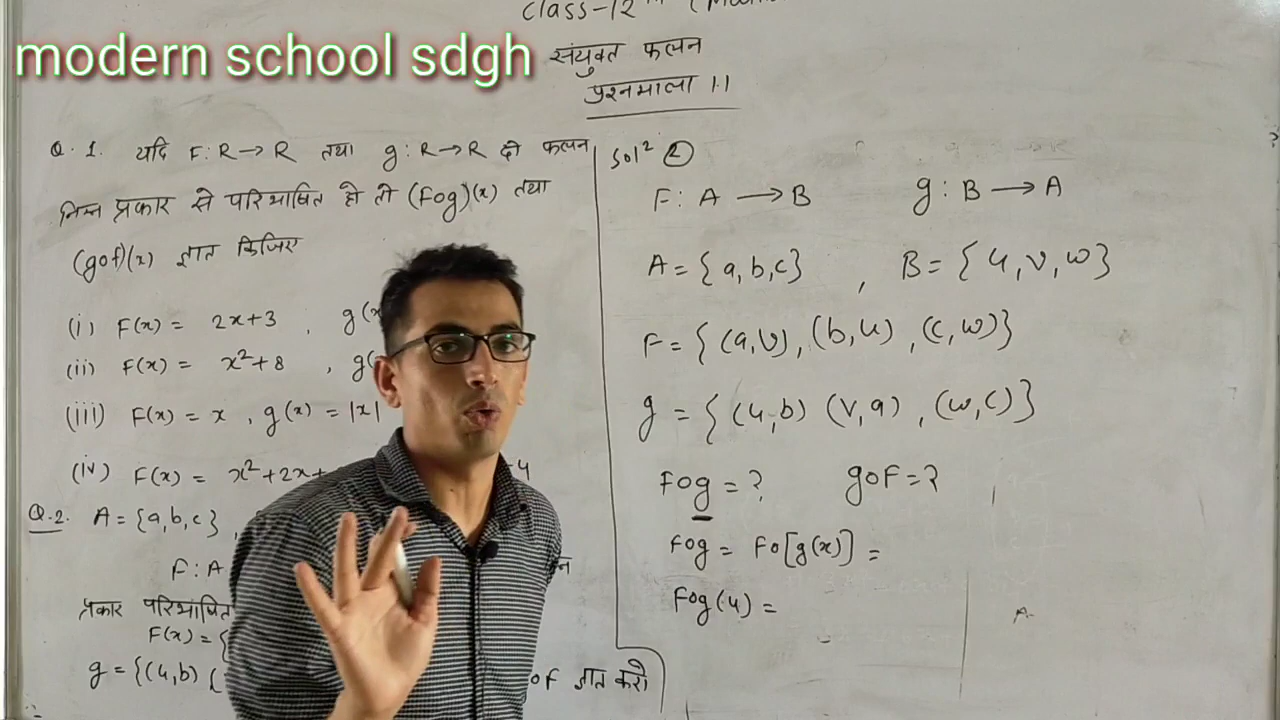 class-12th
modern school sdgh
संयुक्त फलन
प्रश्नमाला 1.1
Q.1. यदि F:R→R तथा g:R→R दो फलन
निम्न प्रकार से परिभाषित हो तो (Fog)(x) तथा
(gof)(x) ज्ञात किजिए
(i) F(x) = 2x+3 , g(x
(ii) F(x) = x²+8 , g(
(iii) F(x) = x , g(x) = |x|
(iv) F(x) = x²+2x+ 4
Q.2. A = {a,b,c} ,
F:A
प्रकार परिभाषित
F(x) = {
g = {(u,b) ( oF ज्ञात करो
Sol² ②
F: A → B g: B → A
A = {a,b,c} , B = {u,v,w}
F = {(a,v), (b,u), (c,w)}
g = {(u,b) (v,a), (w,c)}
Fog = ? goF = ?
Fog = Fo[g(x)] =
Fog(u) =